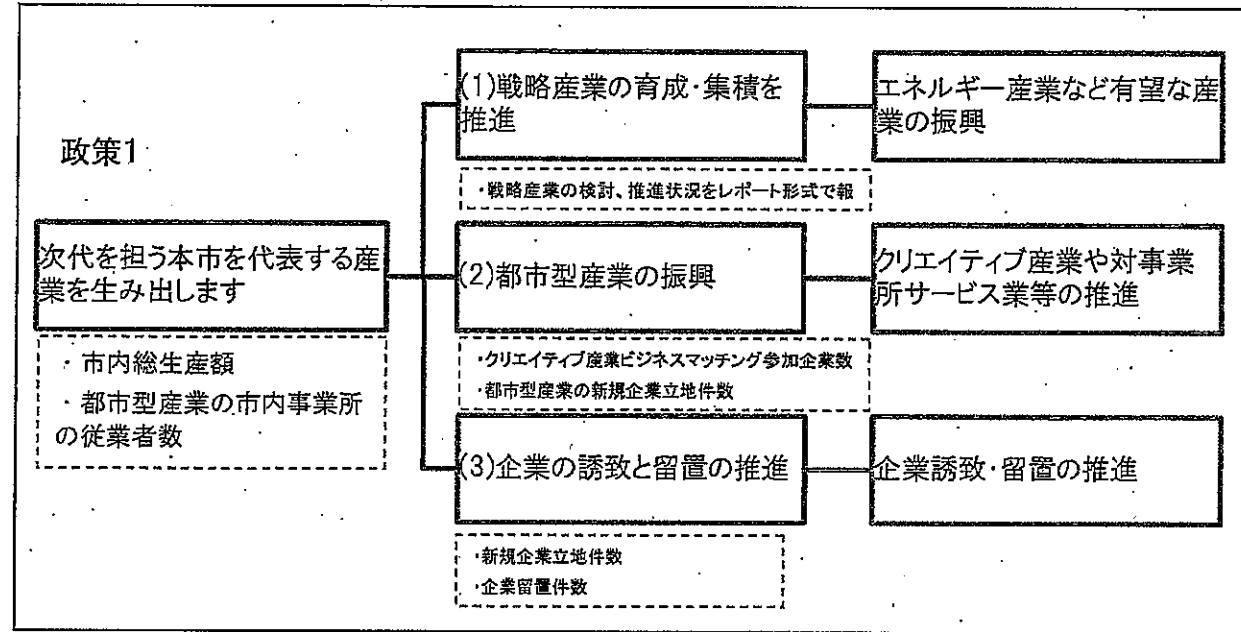 政策1
次代を担う本市を代表する産
業を生み出します
・市内総生産額
・都市型産業の市内事業所
の従業者数
(1)戦略産業の育成・集積を
推進
・戦略産業の検討、推進状況をレポート形式で報
エネルギー産業など有望な産
業の振興
(2)都市型産業の振興
・クリエイティブ産業ビジネスマッチング参加企業数
・都市型産業の新規企業立地件数
クリエイティブ産業や対事業
所サービス業等の推進
(3)企業の誘致と留置の推進
・新規企業立地件数
・企業留置件数
企業誘致・留置の推進